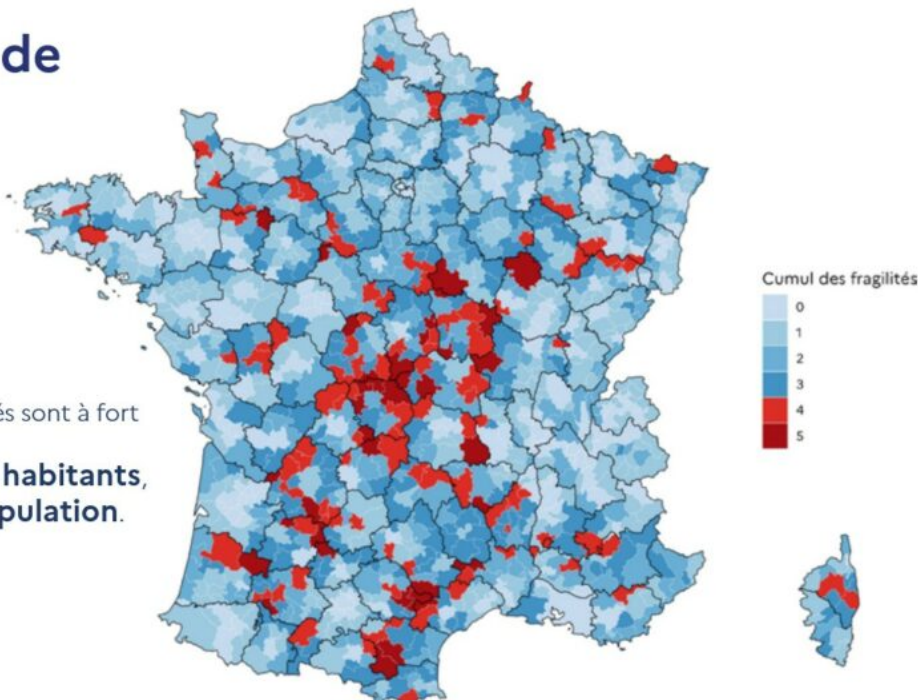 de
és sont à fort
habitants,
pulation.
Cumul des fragilités
0
1
2
3
4
5